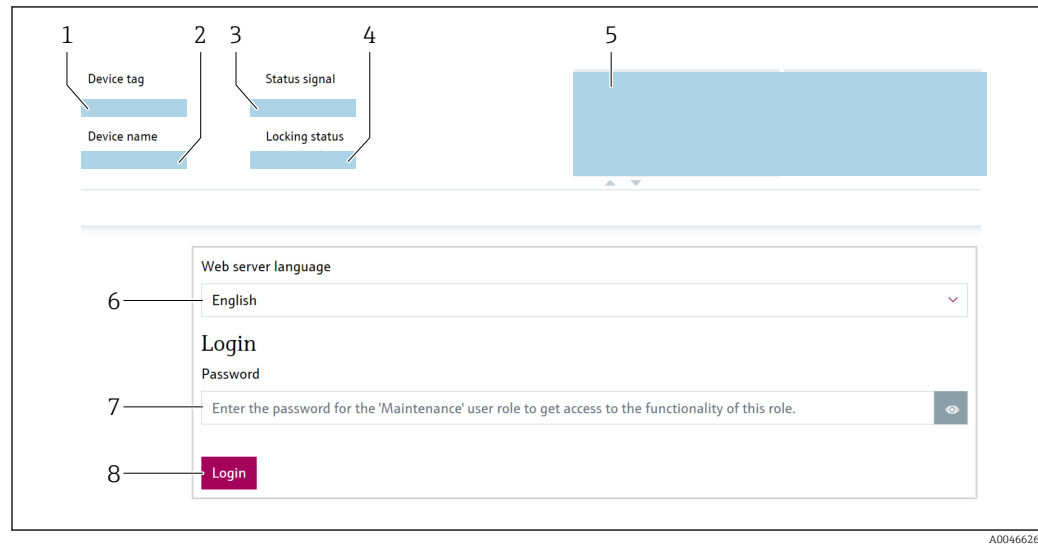 1 2 3 4 5
Device tag Status signal
Device name Locking status
Web server language
6 English
Login
Password
7 Enter the password for the 'Maintenance' user role to get access to the functionality of this role.
8 Login
A0046626